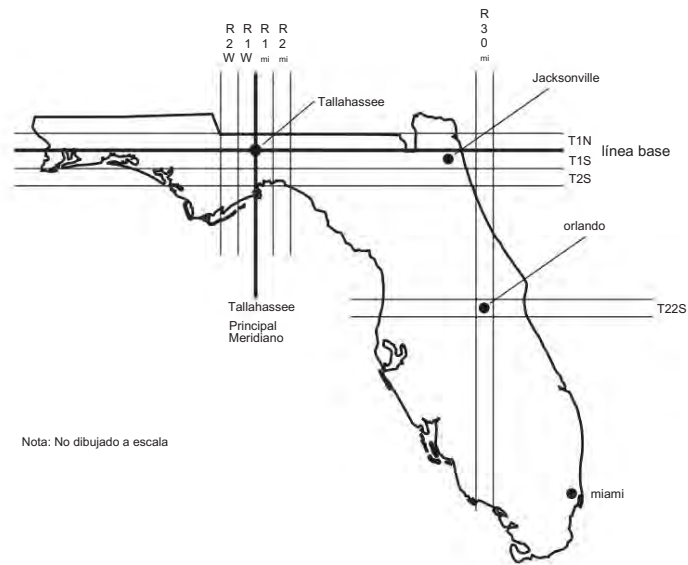 R
2
W
R
1
W
R
1
mi
R
2
mi
R
3
0
mi
Jacksonville
Tallahassee
T1N
línea base
T1S
T2S
orlando
Tallahassee
Principal
Meridiano
T22S
Nota: No dibujado a escala
miami